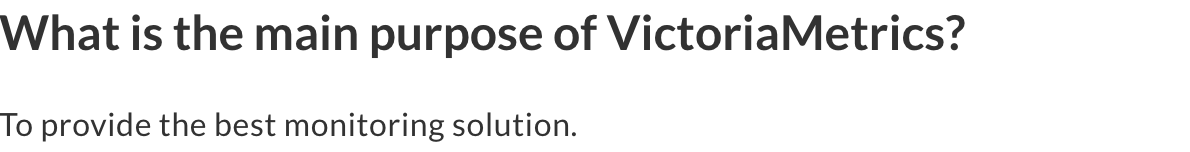 What is the main purpose of VictoriaMetrics?
To provide the best monitoring solution.